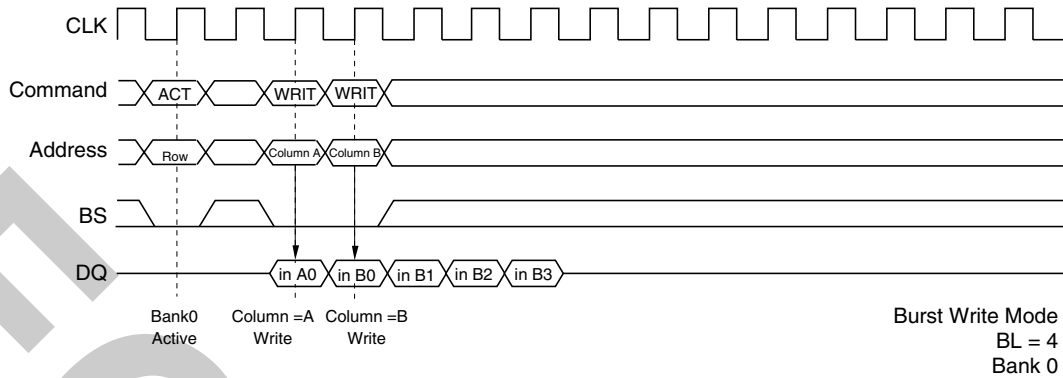 CLK
Command ACT WRIT WRIT
Address Row Column A Column B
BS
DQ in A0 in B0 in B1 in B2 in B3
Bank0 Column =A Column =B
Active Write Write
Burst Write Mode
BL = 4
Bank 0